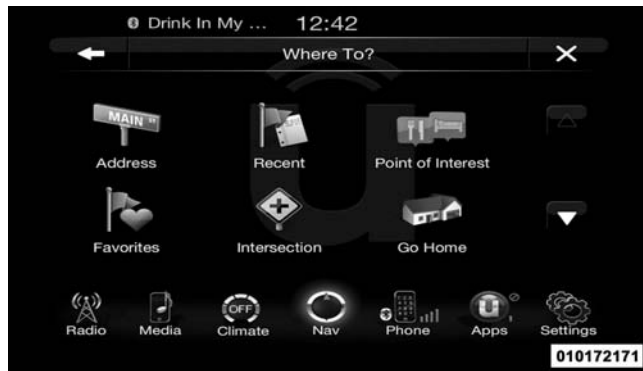 Drink In My ... 12:42
Where To?
MAIN ST
Address Recent Point of Interest
Favorites Intersection Go Home
OFF
Radio Media Climate Nav Phone Apps Settings
010172171